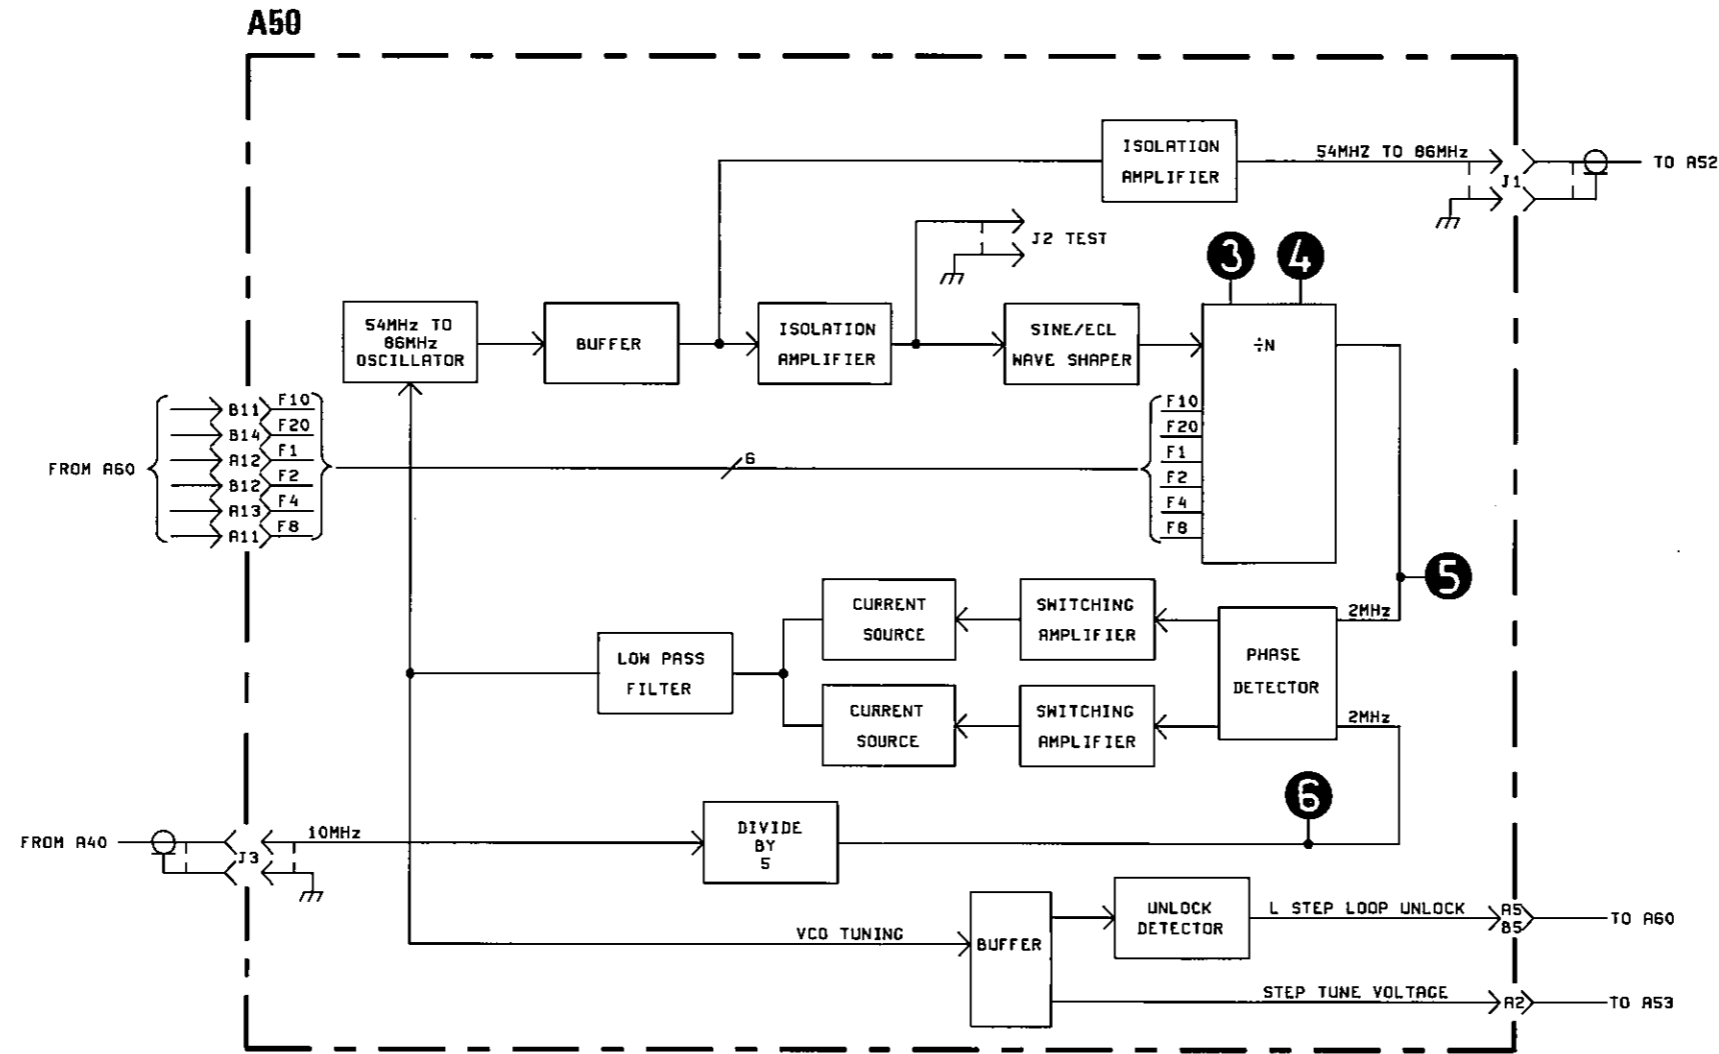 A50
ISOLATION
AMPLIFIER
54MHZ TO 86MHz
J1
TO A52
J2 TEST
3
4
54MHz TO
86MHz
OSCILLATOR
BUFFER
ISOLATION
AMPLIFIER
SINE/ECL
WAVE SHAPER
÷N
FROM A60
B11 F10
B14 F20
A12 F1
B12 F2
A13 F4
A11 F8
6
F10
F20
F1
F2
F4
F8
5
2MHz
LOW PASS
FILTER
CURRENT
SOURCE
SWITCHING
AMPLIFIER
PHASE
DETECTOR
CURRENT
SOURCE
SWITCHING
AMPLIFIER
2MHz
6
FROM A40
J3
10MHz
DIVIDE
BY
5
VCO TUNING
BUFFER
UNLOCK
DETECTOR
L STEP LOOP UNLOCK
A5
B5
TO A60
STEP TUNE VOLTAGE
A2
TO A53